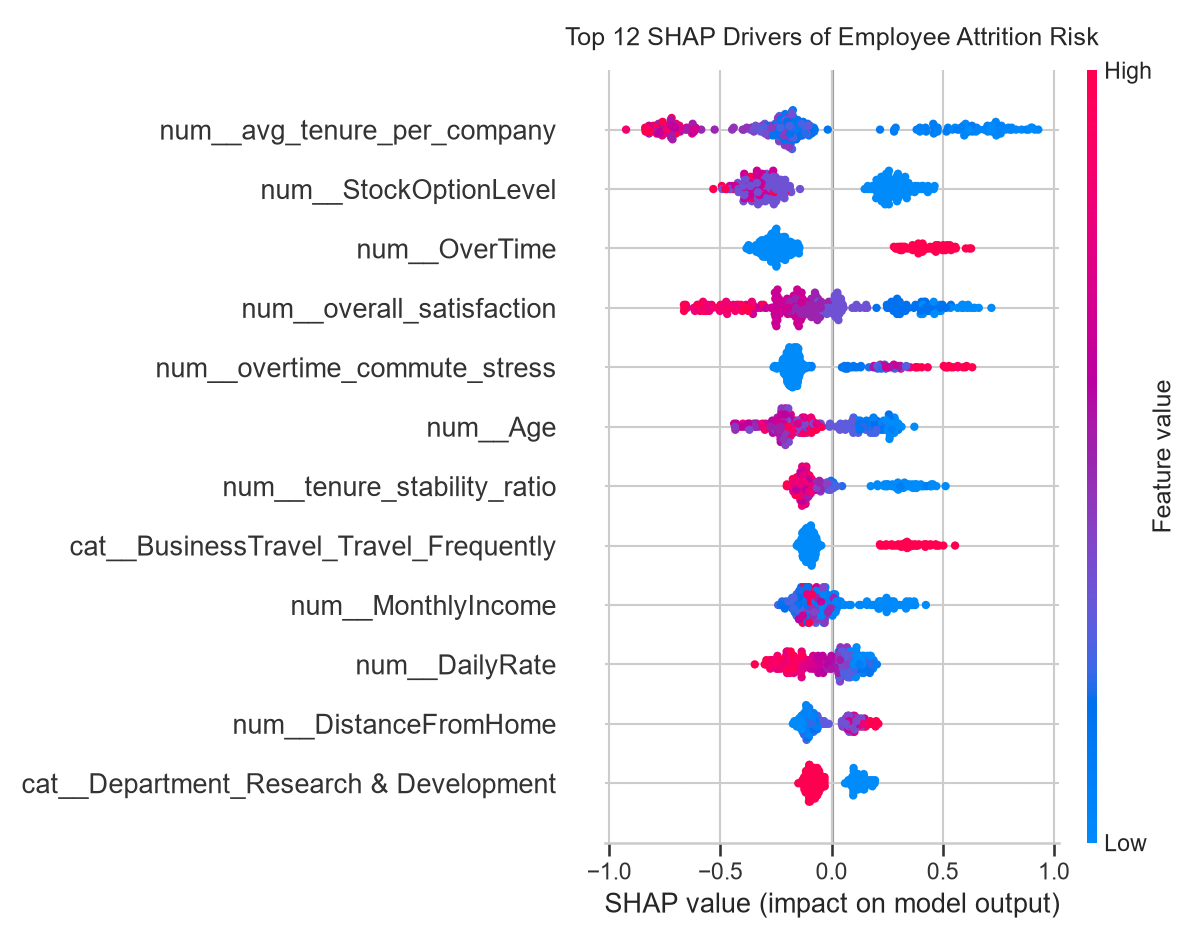 Top 12 SHAP Drivers of Employee Attrition Risk
High
num__avg_tenure_per_company
num__StockOptionLevel
num__OverTime
num__overall_satisfaction
num__overtime_commute_stress
num__Age
num__tenure_stability_ratio
cat__BusinessTravel_Travel_Frequently
num__MonthlyIncome
num__DailyRate
num__DistanceFromHome
cat__Department_Research & Development
Feature value
Low
−1.0 −0.5 0.0 0.5 1.0
SHAP value (impact on model output)